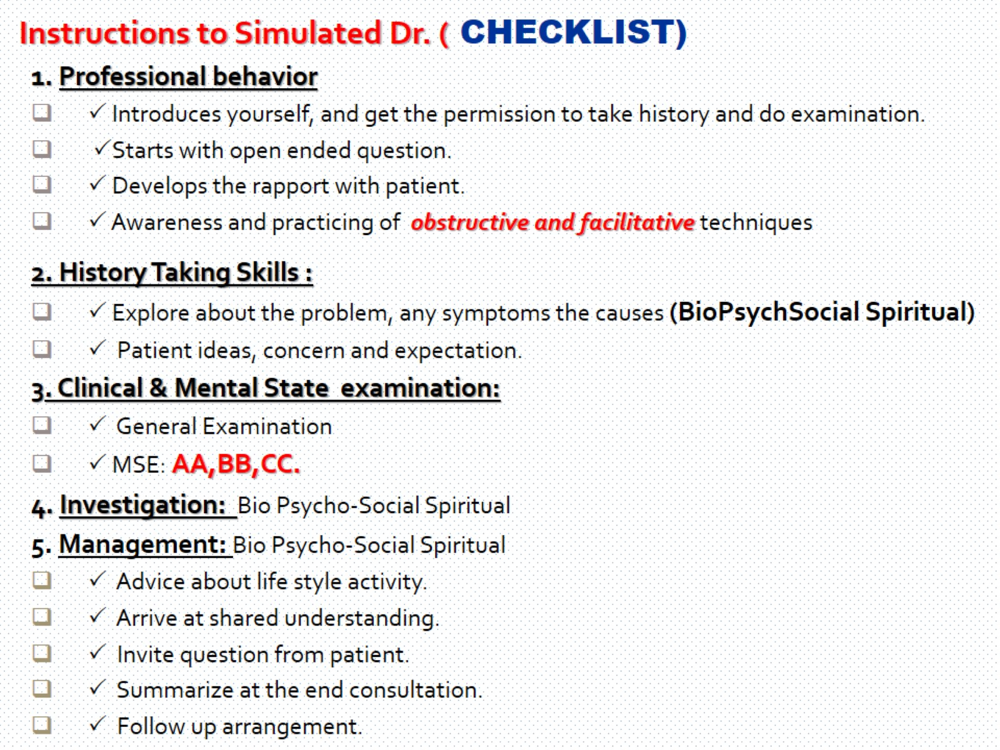 Instructions to Simulated Dr. ( CHECKLIST)
1. Professional behavior
❑ ✓ Introduces yourself, and get the permission to take history and do examination.
❑ ✓Starts with open ended question.
❑ ✓ Develops the rapport with patient.
❑ ✓ Awareness and practicing of obstructive and facilitative techniques
2. History Taking Skills :
❑ ✓ Explore about the problem, any symptoms the causes (BioPsychSocial Spiritual)
❑ ✓ Patient ideas, concern and expectation.
3. Clinical & Mental State examination:
❑ ✓ General Examination
❑ ✓ MSE: AA,BB,CC.
4. Investigation: Bio Psycho-Social Spiritual
5. Management: Bio Psycho-Social Spiritual
❑ ✓ Advice about life style activity.
❑ ✓ Arrive at shared understanding.
❑ ✓ Invite question from patient.
❑ ✓ Summarize at the end consultation.
❑ ✓ Follow up arrangement.